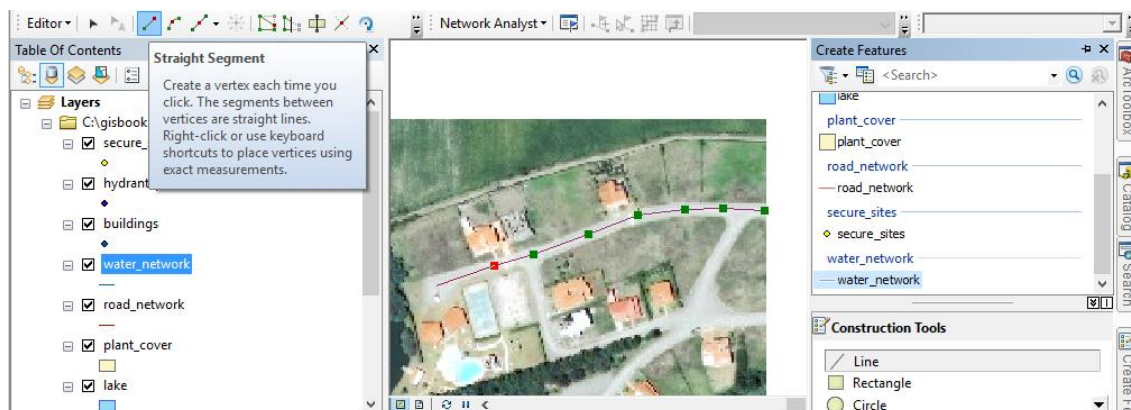 Editor
Network Analyst
Table Of Contents
Straight Segment
Create a vertex each time you
click. The segments between
vertices are straight lines.
Right-click or use keyboard
shortcuts to place vertices using
exact measurements.
Layers
C:\gisbook
secure_
hydrant
buildings
water_network
road_network
plant_cover
lake
Create Features
<Search>
lake
plant_cover
plant_cover
road_network
road_network
secure_sites
secure_sites
water_network
water_network
Construction Tools
Line
Rectangle
Circle
ArcToolbox
Catalog
Search
Create F